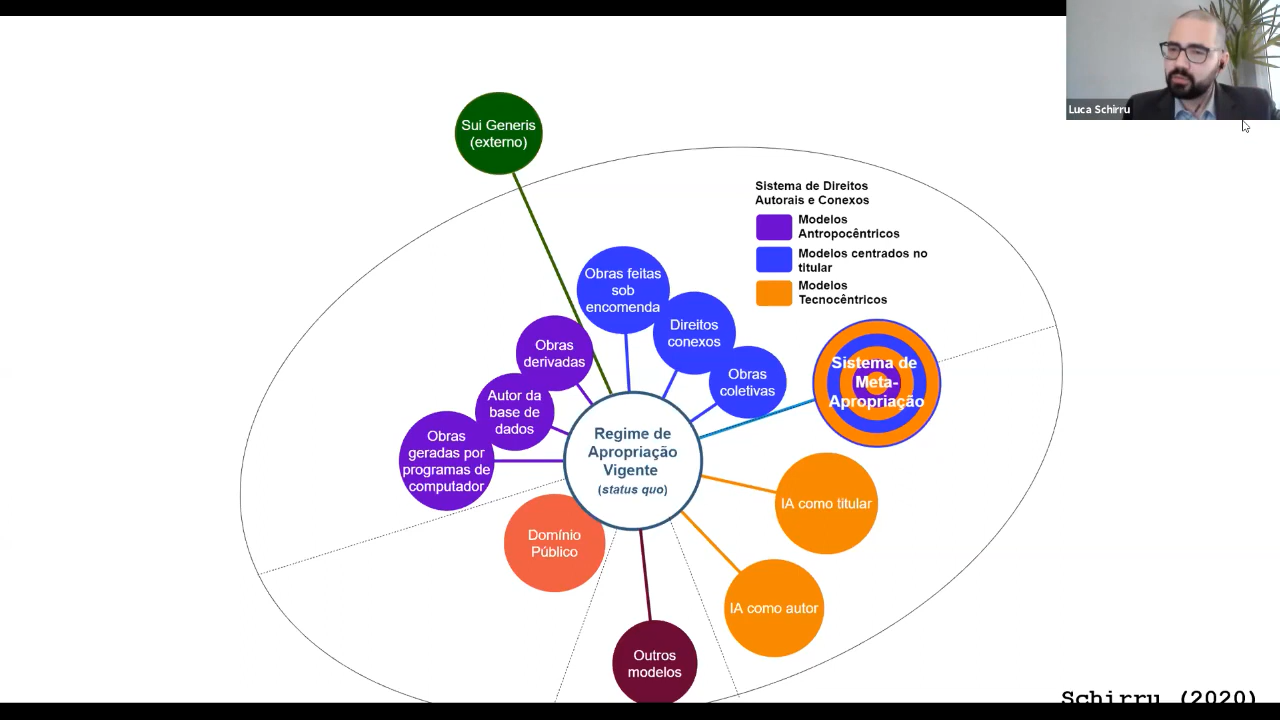 Luca Schirru
Sui Generis
(externo)
Sistema de Direitos
Autorais e Conexos
Modelos
Antropocêntricos
Modelos centrados no
titular
Modelos
Tecnocêntricos
Obras feitas
sob
encomenda
Direitos
conexos
Obras
coletivas
Obras
derivadas
Autor da
base de
dados
Obras
geradas por
programas de
computador
Sistema de
Meta-
Apropriação
Regime de
Apropriação
Vigente
(status quo)
IA como titular
Domínio
Público
IA como autor
Outros
modelos
Schirru (2020)